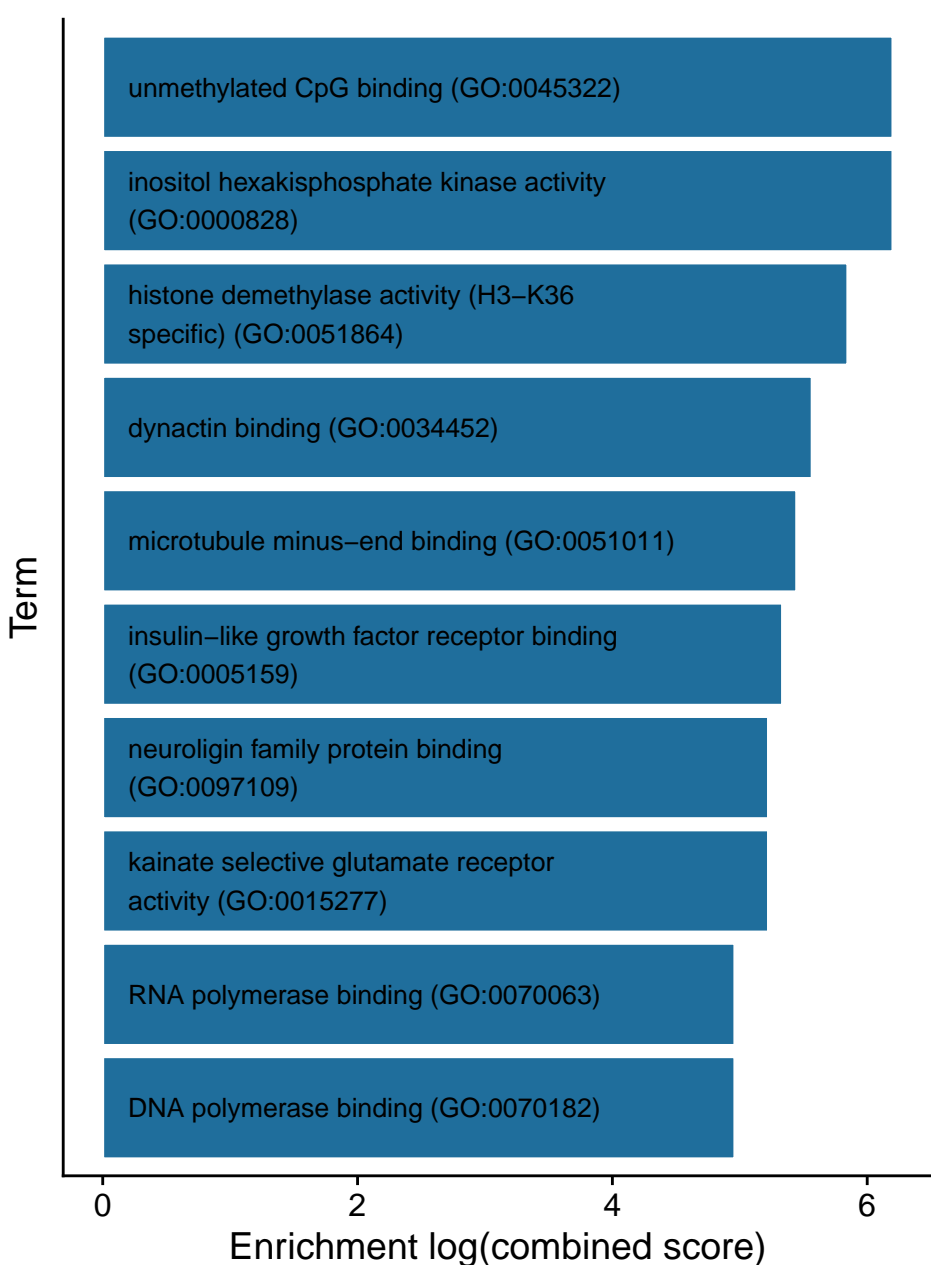 unmethylated CpG binding (GO:0045322)
inositol hexakisphosphate kinase activity
(GO:0000828)
histone demethylase activity (H3−K36
specific) (GO:0051864)
dynactin binding (GO:0034452)
microtubule minus−end binding (GO:0051011)
insulin−like growth factor receptor binding
(GO:0005159)
neuroligin family protein binding
(GO:0097109)
kainate selective glutamate receptor
activity (GO:0015277)
RNA polymerase binding (GO:0070063)
DNA polymerase binding (GO:0070182)
Term
0 2 4 6
Enrichment log(combined score)